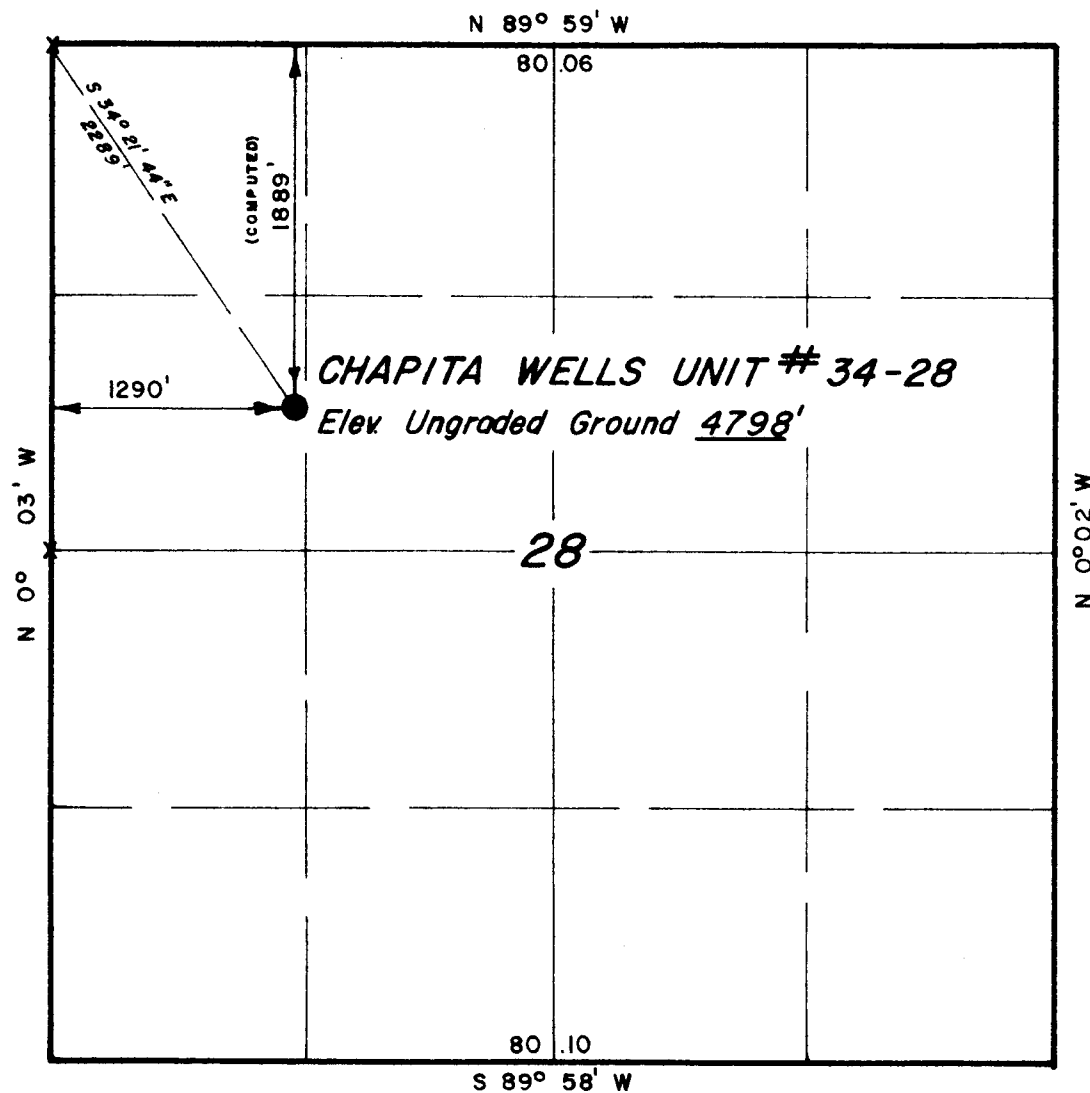 N 89° 59' W
80.06
S 34° 21' 44" E
2289'
(COMPUTED)
1889'
CHAPITA WELLS UNIT # 34-28
1290'
Elev. Ungraded Ground 4798'
N 0° 03' W
N 0° 02' W
28
80.10
S 89° 58' W